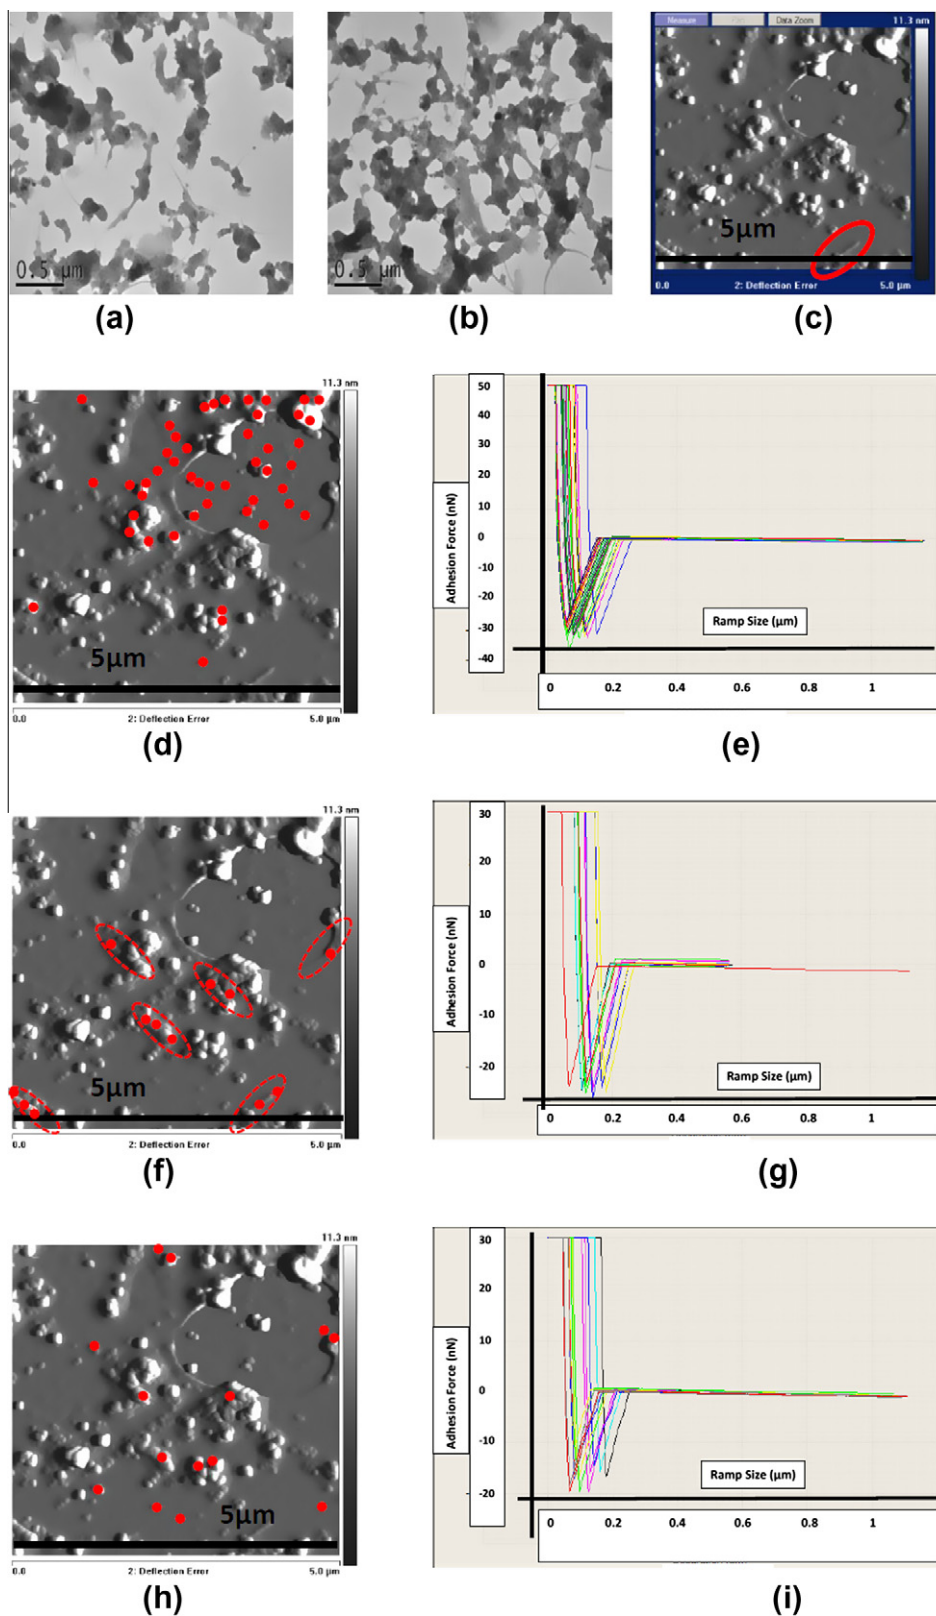 0.5 µm
(a)
0.5 µm
(b)
Measure
Data Zoom
11.3 nm
5µm
0.0
2: Deflection Error
5.0 µm
(c)
11.3 nm
5µm
0.0
2: Deflection Error
5.0 µm
(d)
Adhesion Force (nN)
50
40
30
20
10
0
-10
-20
-30
-40
Ramp Size (µm)
0 0.2 0.4 0.6 0.8 1
(e)
11.3 nm
5µm
0.0
2: Deflection Error
5.0 µm
(f)
Adhesion Force (nN)
30
20
10
0
-10
-20
Ramp Size (µm)
0 0.2 0.4 0.6 0.8 1
(g)
11.3 nm
5µm
0.0
2: Deflection Error
5.0 µm
(h)
Adhesion Force (nN)
30
20
10
0
-10
-20
Ramp Size (µm)
0 0.2 0.4 0.6 0.8 1
(i)